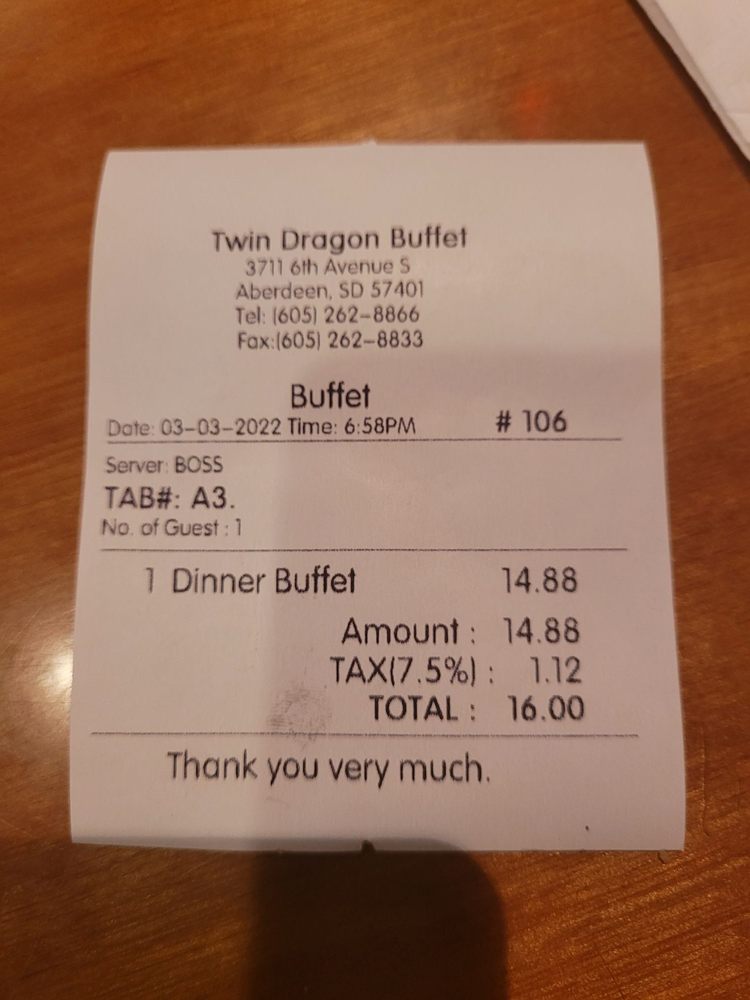 Twin Dragon Buffet
3711 6th Avenue S
Aberdeen, SD 57401
Tel: (605) 262-8866
Fax:(605) 262-8833
Buffet
Date: 03-03-2022 Time: 6:58PM # 106
Server: BOSS
TAB#: A3.
No. of Guest : 1
1 Dinner Buffet 14.88
Amount : 14.88
TAX(7.5%) : 1.12
TOTAL : 16.00
Thank you very much.